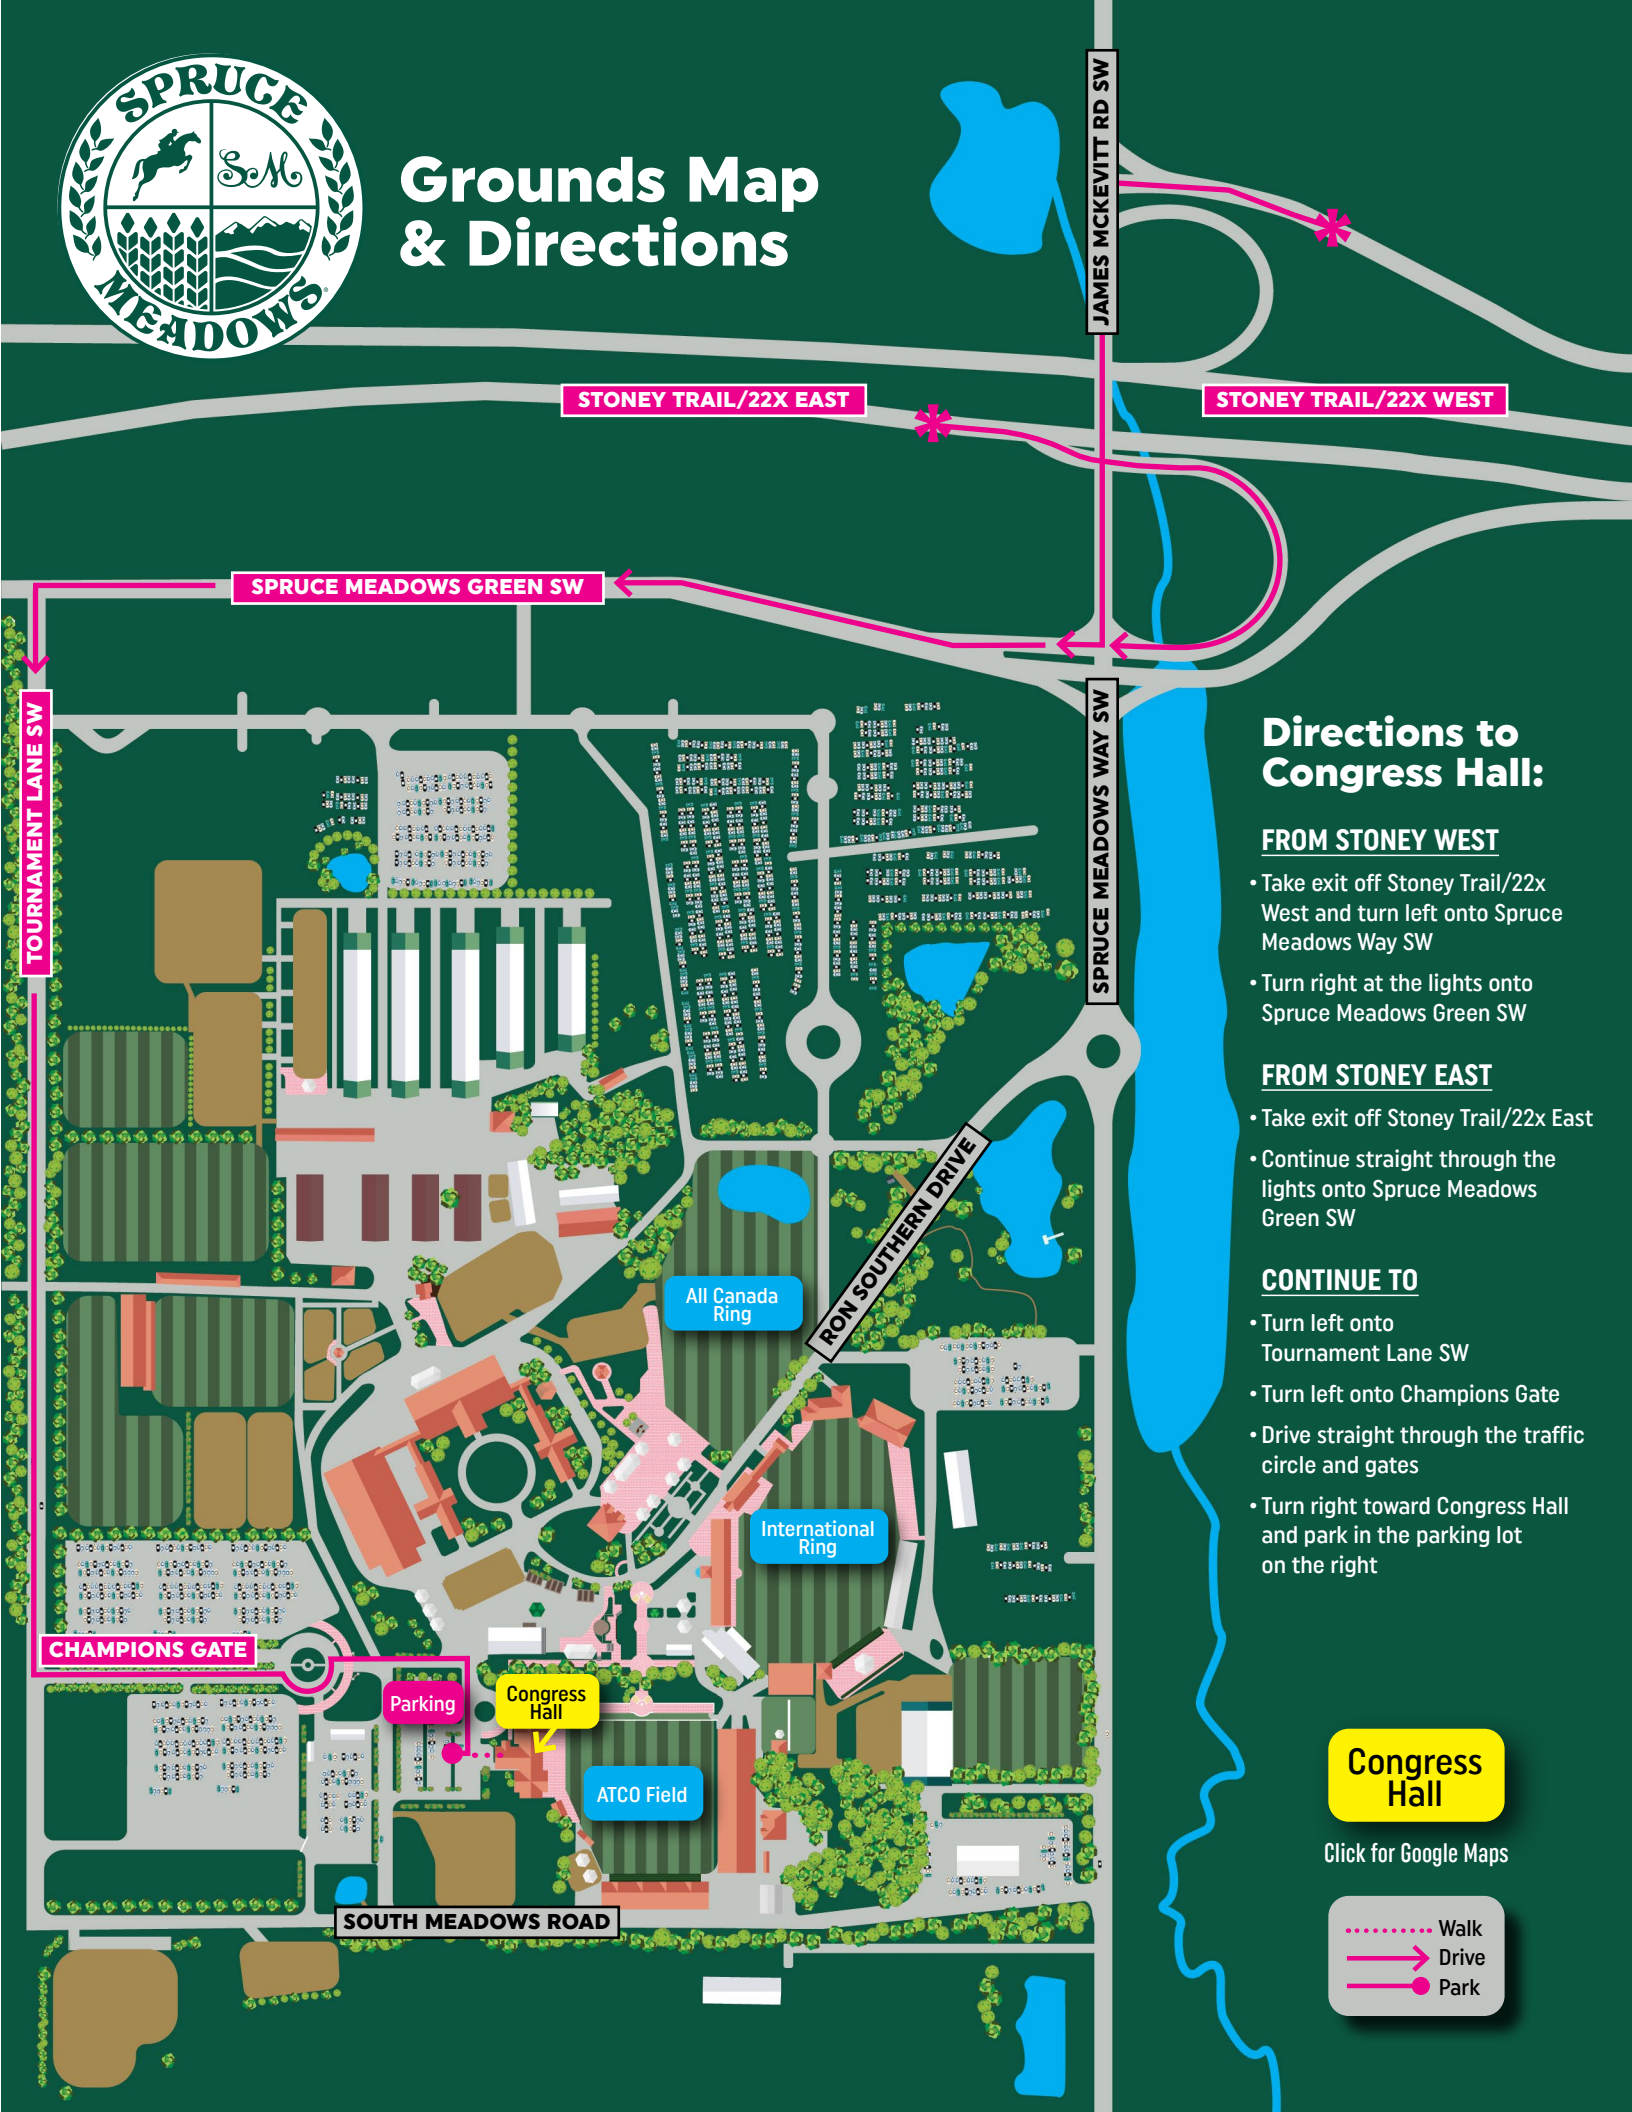 SPRUCE
SM
MEADOWS
Grounds Map
& Directions
JAMES MCKEVITT RD SW
STONEY TRAIL/22X EAST
STONEY TRAIL/22X WEST
SPRUCE MEADOWS GREEN SW
TOURNAMENT LANE SW
SPRUCE MEADOWS WAY SW
RON SOUTHERN DRIVE
All Canada
Ring
International
Ring
CHAMPIONS GATE
Parking
Congress
Hall
ATCO Field
SOUTH MEADOWS ROAD
Directions to
Congress Hall:
FROM STONEY WEST
• Take exit off Stoney Trail/22x
West and turn left onto Spruce
Meadows Way SW
• Turn right at the lights onto
Spruce Meadows Green SW
FROM STONEY EAST
• Take exit off Stoney Trail/22x East
• Continue straight through the
lights onto Spruce Meadows
Green SW
CONTINUE TO
• Turn left onto
Tournament Lane SW
• Turn left onto Champions Gate
• Drive straight through the traffic
circle and gates
• Turn right toward Congress Hall
and park in the parking lot
on the right
Congress
Hall
Click for Google Maps
Walk
Drive
Park